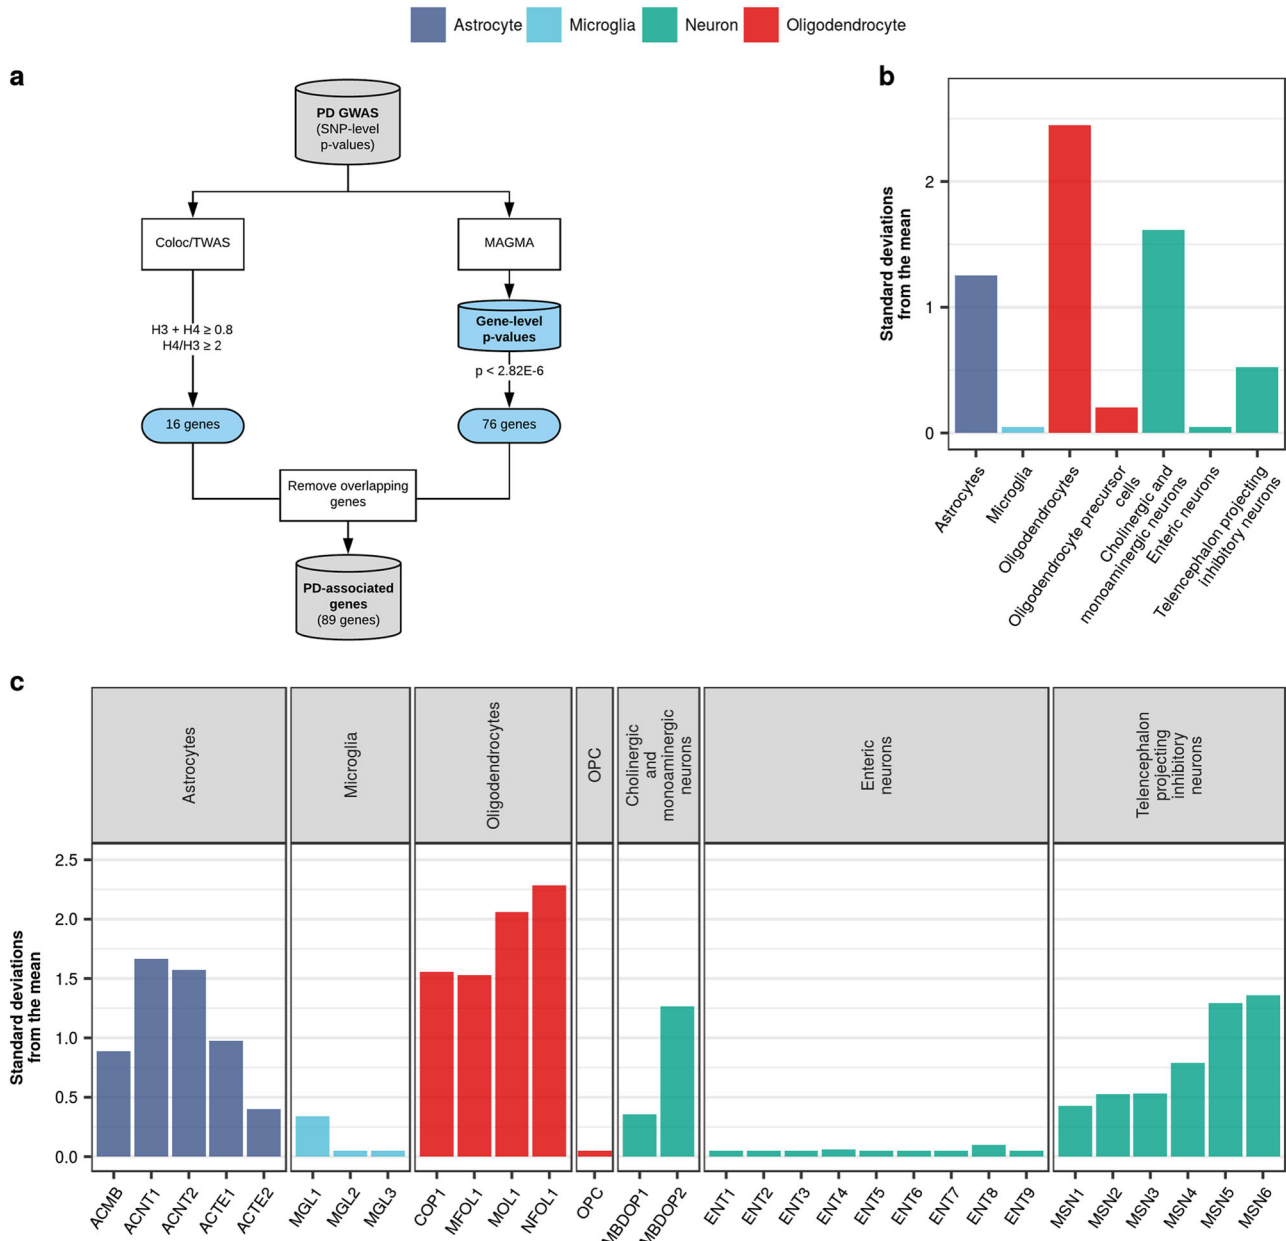 Astrocyte Microglia Neuron Oligodendrocyte
a
PD GWAS
(SNP-level
p-values)
Coloc/TWAS
MAGMA
H3 + H4 ≥ 0.8
H4/H3 ≥ 2
Gene-level
p-values
p < 2.82E-6
16 genes
76 genes
Remove overlapping
genes
PD-associated
genes
(89 genes)
b
Standard deviations
from the mean
2
1
0
Astrocytes
Microglia
Oligodendrocytes
Oligodendrocyte precursor
cells
Cholinergic and
monoaminergic neurons
Enteric neurons
Telencephalon projecting
inhibitory neurons
c
Astrocytes
Microglia
Oligodendrocytes
OPC
Cholinergic
and
monoaminergic
neurons
Enteric
neurons
Telencephalon
projecting
inhibitory
neurons
Standard deviations
from the mean
2.5
2.0
1.5
1.0
0.5
0.0
ACMB
ACNT1
ACNT2
ACTE1
ACTE2
MGL1
MGL2
MGL3
COP1
MFOL1
MOL1
NFOL1
OPC
MBDOP1
MBDOP2
ENT1
ENT2
ENT3
ENT4
ENT5
ENT6
ENT7
ENT8
ENT9
MSN1
MSN2
MSN3
MSN4
MSN5
MSN6